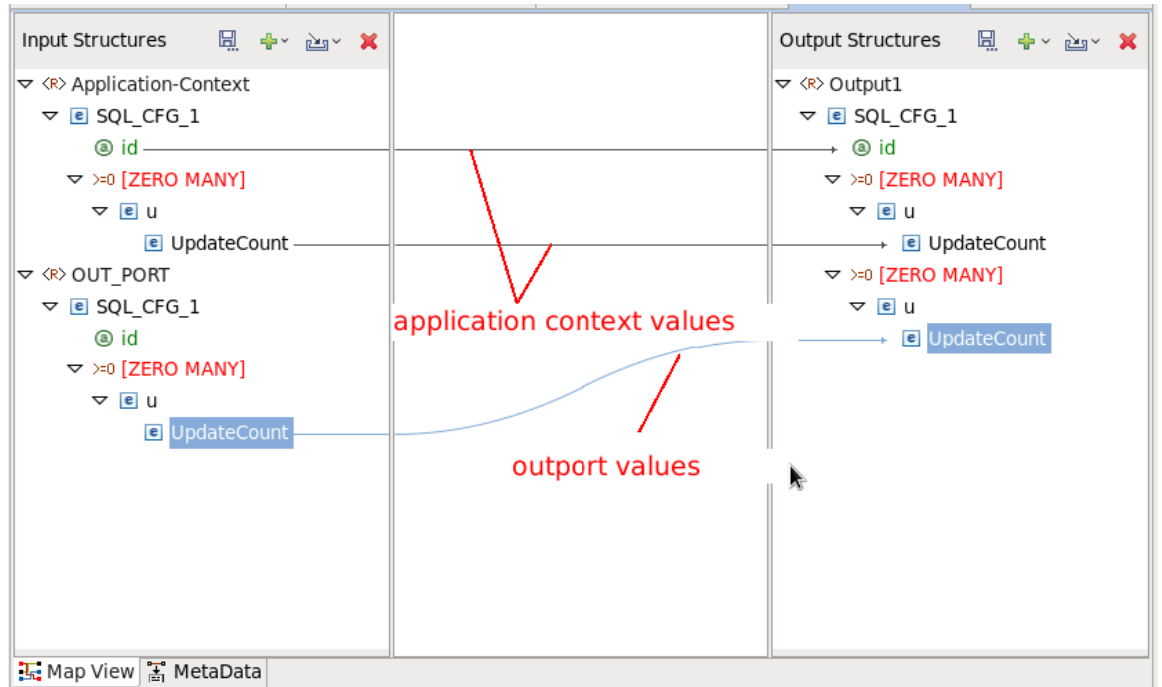 Input Structures
Application-Context
SQL_CFG_1
id
>=0 [ZERO MANY]
u
UpdateCount
OUT_PORT
SQL_CFG_1
id
>=0 [ZERO MANY]
u
UpdateCount
application context values
outport values
Output Structures
Output1
SQL_CFG_1
id
>=0 [ZERO MANY]
u
UpdateCount
>=0 [ZERO MANY]
u
UpdateCount
Map View
MetaData